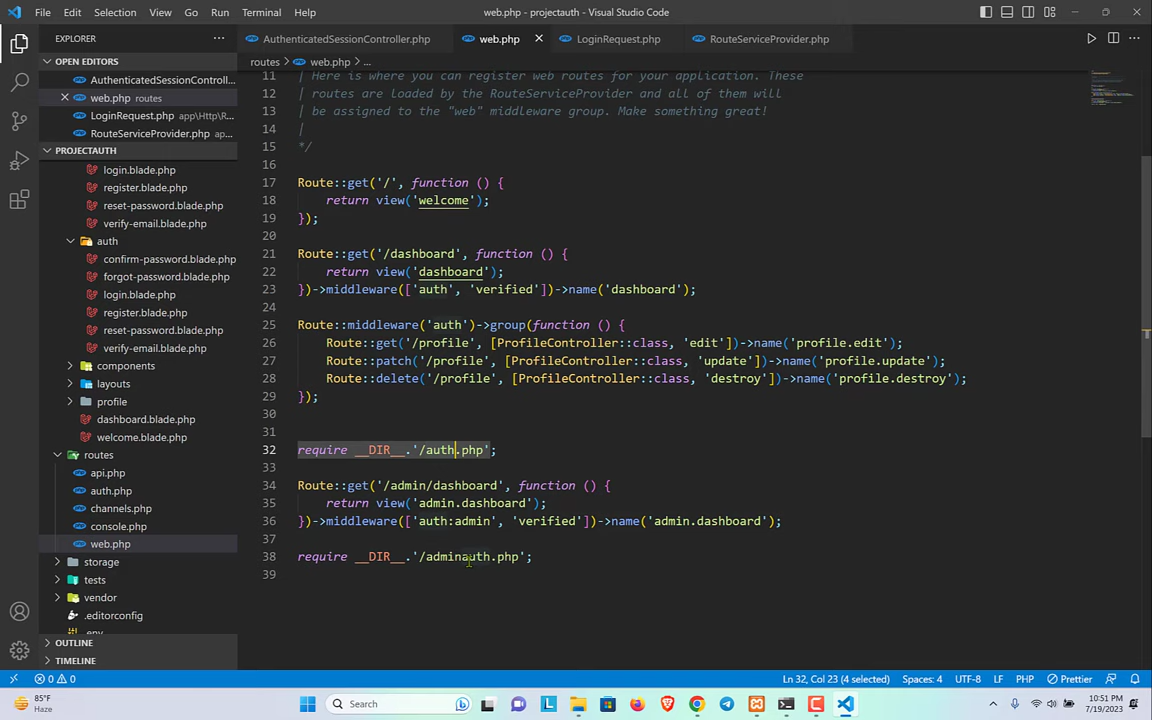 File Edit Selection View Go Run Terminal Help
web.php - projectauth - Visual Studio Code
EXPLORER
OPEN EDITORS
AuthenticatedSessionControll...
web.php routes
LoginRequest.php app\Http\R...
RouteServiceProvider.php ap...
PROJECTAUTH
login.blade.php
register.blade.php
reset-password.blade.php
verify-email.blade.php
auth
confirm-password.blade.php
forgot-password.blade.php
login.blade.php
register.blade.php
reset-password.blade.php
verify-email.blade.php
components
layouts
profile
dashboard.blade.php
welcome.blade.php
routes
api.php
auth.php
channels.php
console.php
web.php
storage
tests
vendor
.editorconfig
.env
OUTLINE
TIMELINE
AuthenticatedSessionController.php
web.php
LoginRequest.php
RouteServiceProvider.php
routes > web.php > ...
11 | Here is where you can register web routes for your application. These
12 | routes are loaded by the RouteServiceProvider and all of them will
13 | be assigned to the "web" middleware group. Make something great!
14 |
15 */
16
17 Route::get('/', function () {
18     return view('welcome');
19 });
20
21 Route::get('/dashboard', function () {
22     return view('dashboard');
23 })->middleware(['auth', 'verified'])->name('dashboard');
24
25 Route::middleware('auth')->group(function () {
26     Route::get('/profile', [ProfileController::class, 'edit'])->name('profile.edit');
27     Route::patch('/profile', [ProfileController::class, 'update'])->name('profile.update');
28     Route::delete('/profile', [ProfileController::class, 'destroy'])->name('profile.destroy');
29 });
30
31
32 require __DIR__.'/auth.php';
33
34 Route::get('/admin/dashboard', function () {
35     return view('admin.dashboard');
36 })->middleware(['auth:admin', 'verified'])->name('admin.dashboard');
37
38 require __DIR__.'/adminauth.php';
39
0 0 Ln 32, Col 23 (4 selected) Spaces: 4 UTF-8 LF PHP Prettier
85°F
Haze
Search
10:51 PM
7/19/2023